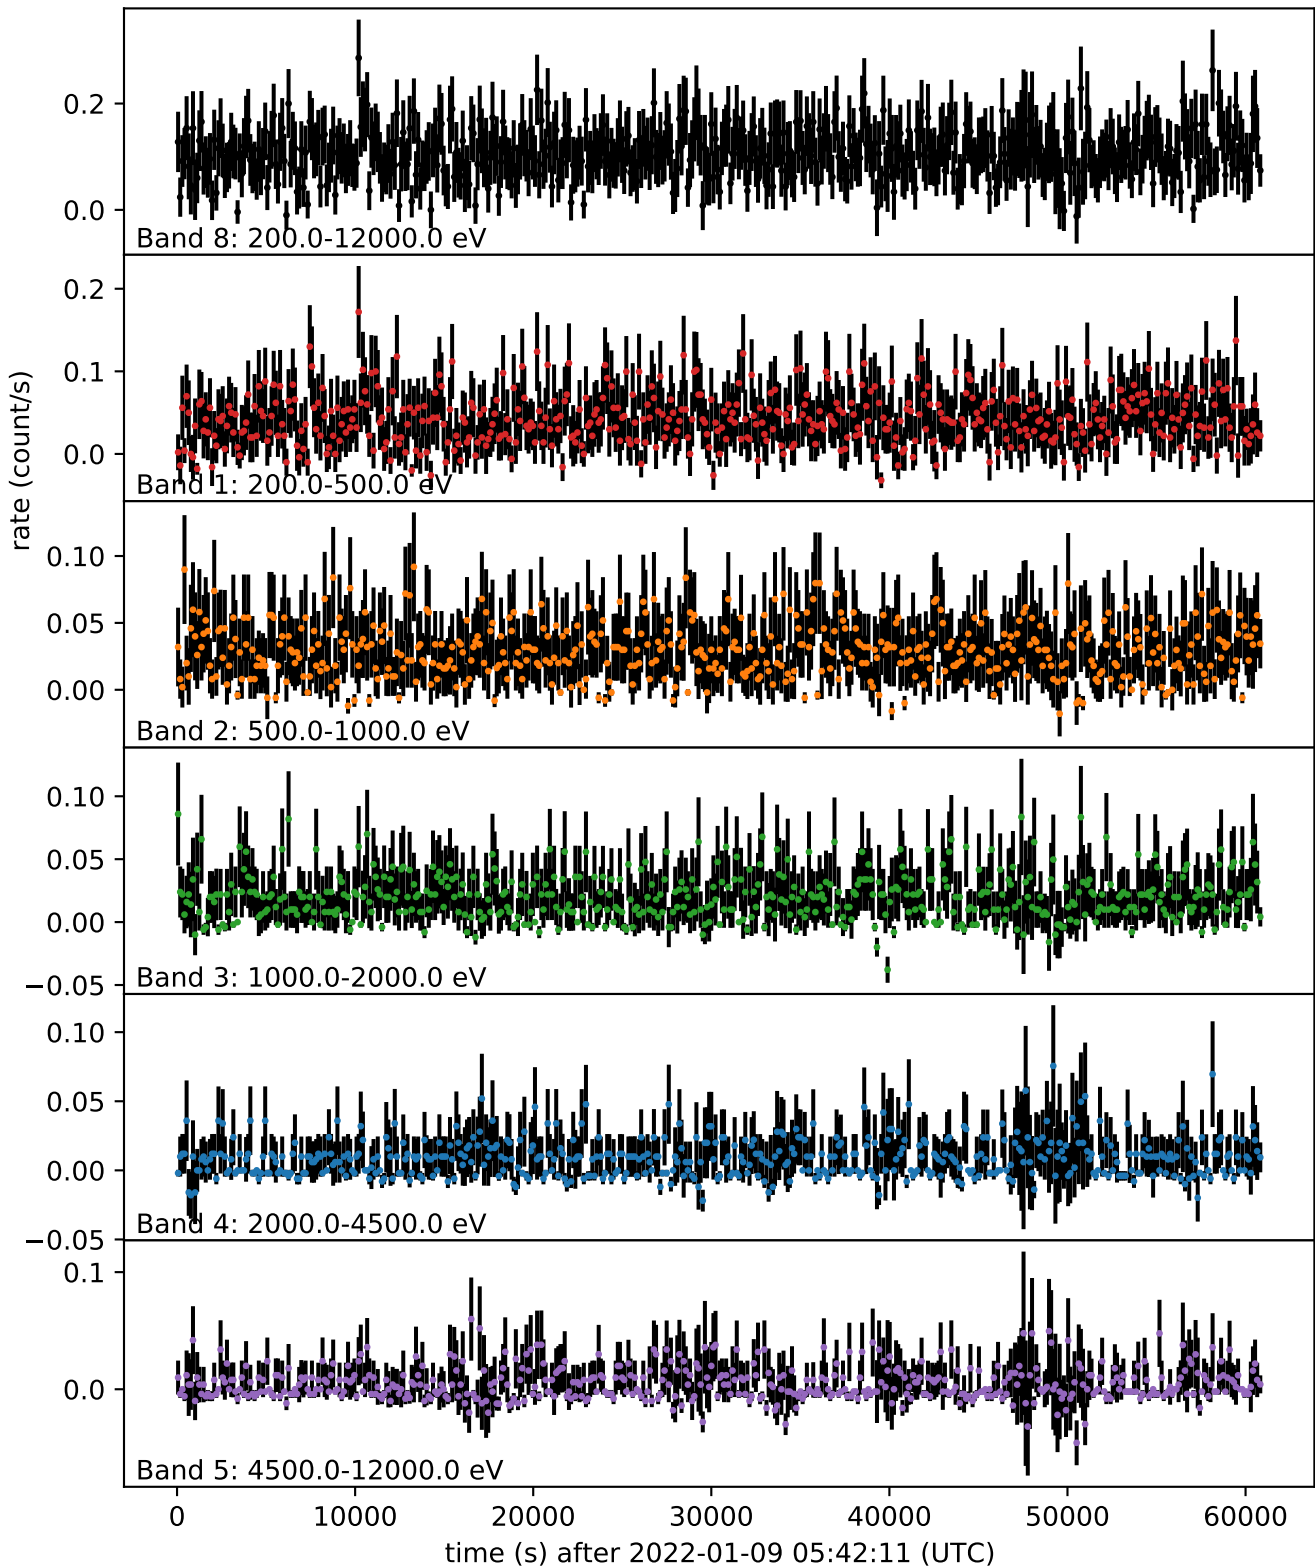 0.2
0.0
Band 8: 200.0-12000.0 eV
0.2
0.1
0.0
Band 1: 200.0-500.0 eV
rate (count/s)
0.10
0.05
0.00
Band 2: 500.0-1000.0 eV
0.10
0.05
0.00
−0.05
Band 3: 1000.0-2000.0 eV
0.10
0.05
0.00
−0.05
Band 4: 2000.0-4500.0 eV
0.1
0.0
Band 5: 4500.0-12000.0 eV
0 10000 20000 30000 40000 50000 60000
time (s) after 2022-01-09 05:42:11 (UTC)